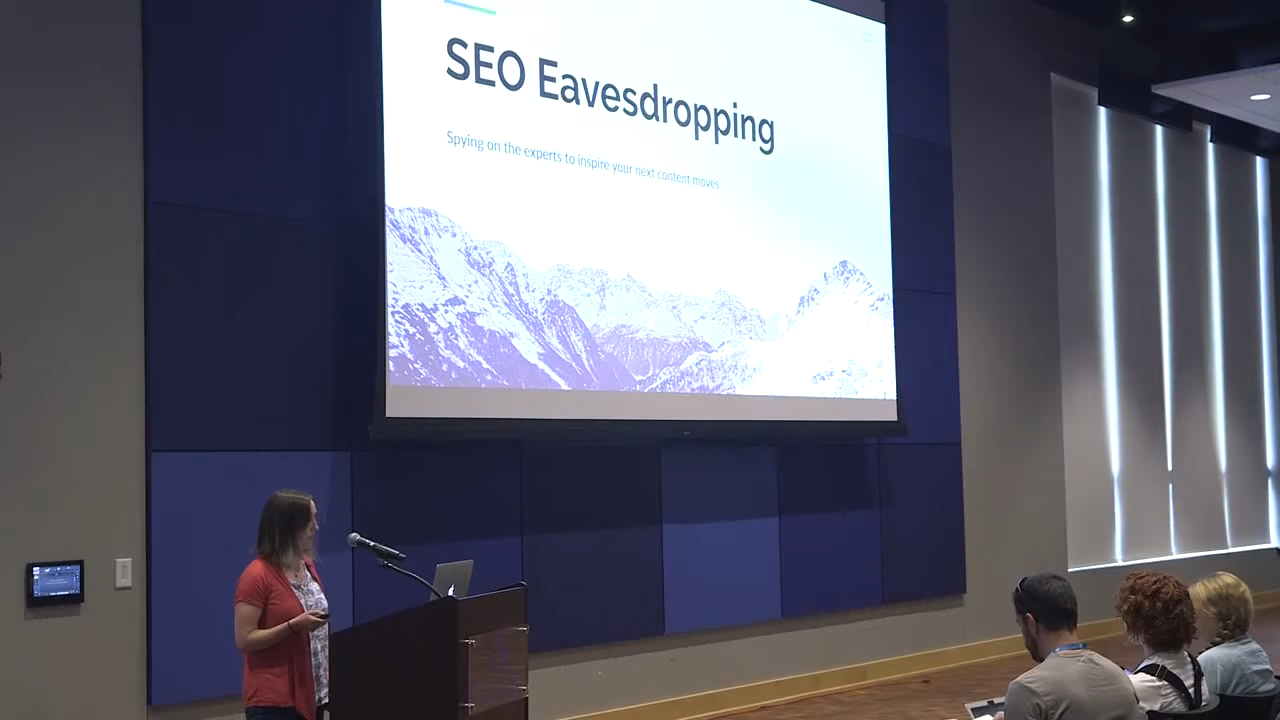 SEO Eavesdropping
Spying on the experts to inspire your next content moves